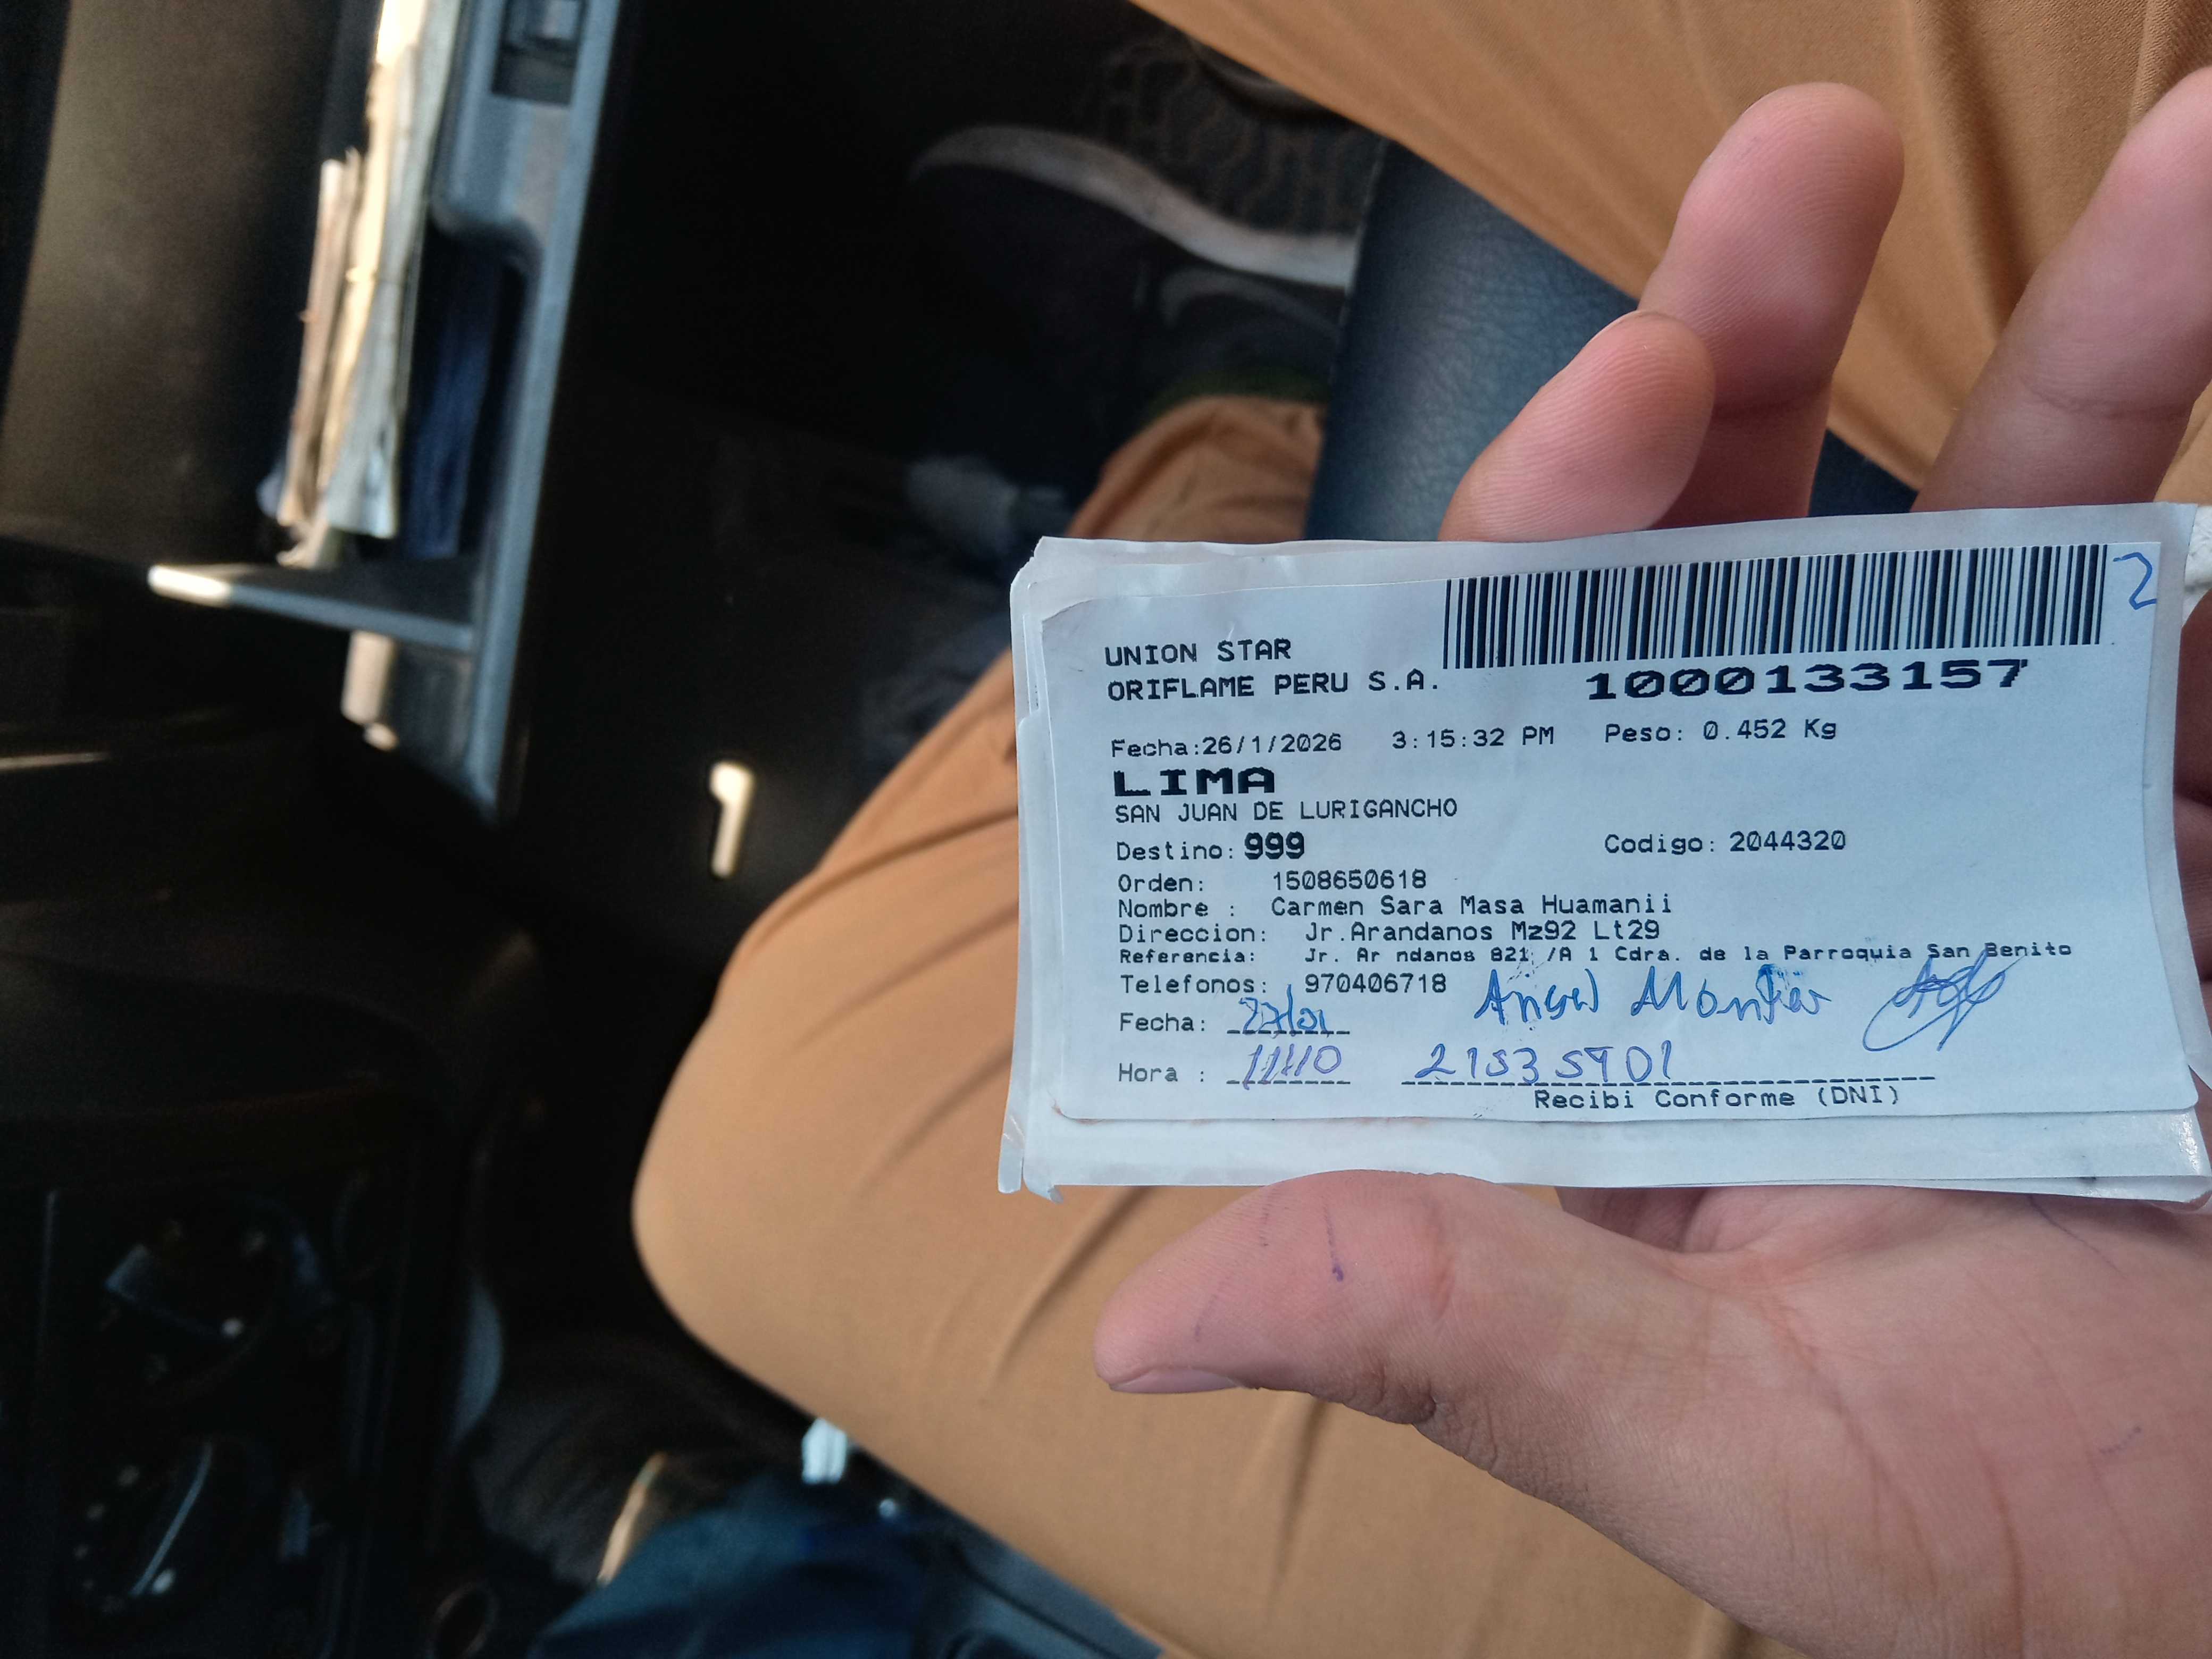 2
UNION STAR
ORIFLAME PERU S.A.
1000133157
Fecha:26/1/2026 3:15:32 PM Peso: 0.452 Kg
LIMA
SAN JUAN DE LURIGANCHO
Destino: 999 Codigo: 2044320
Orden: 1508650618
Nombre : Carmen Sara Masa Huamanii
Direccion: Jr.Arandanos Mz92 Lt29
Referencia: Jr. Ar ndanos 821 /A 1 Cdra. de la Parroquia San Benito
Telefonos: 970406718 Angel
Fecha: 27/01
Hora : 11:10
Recibi Conforme (DNI)